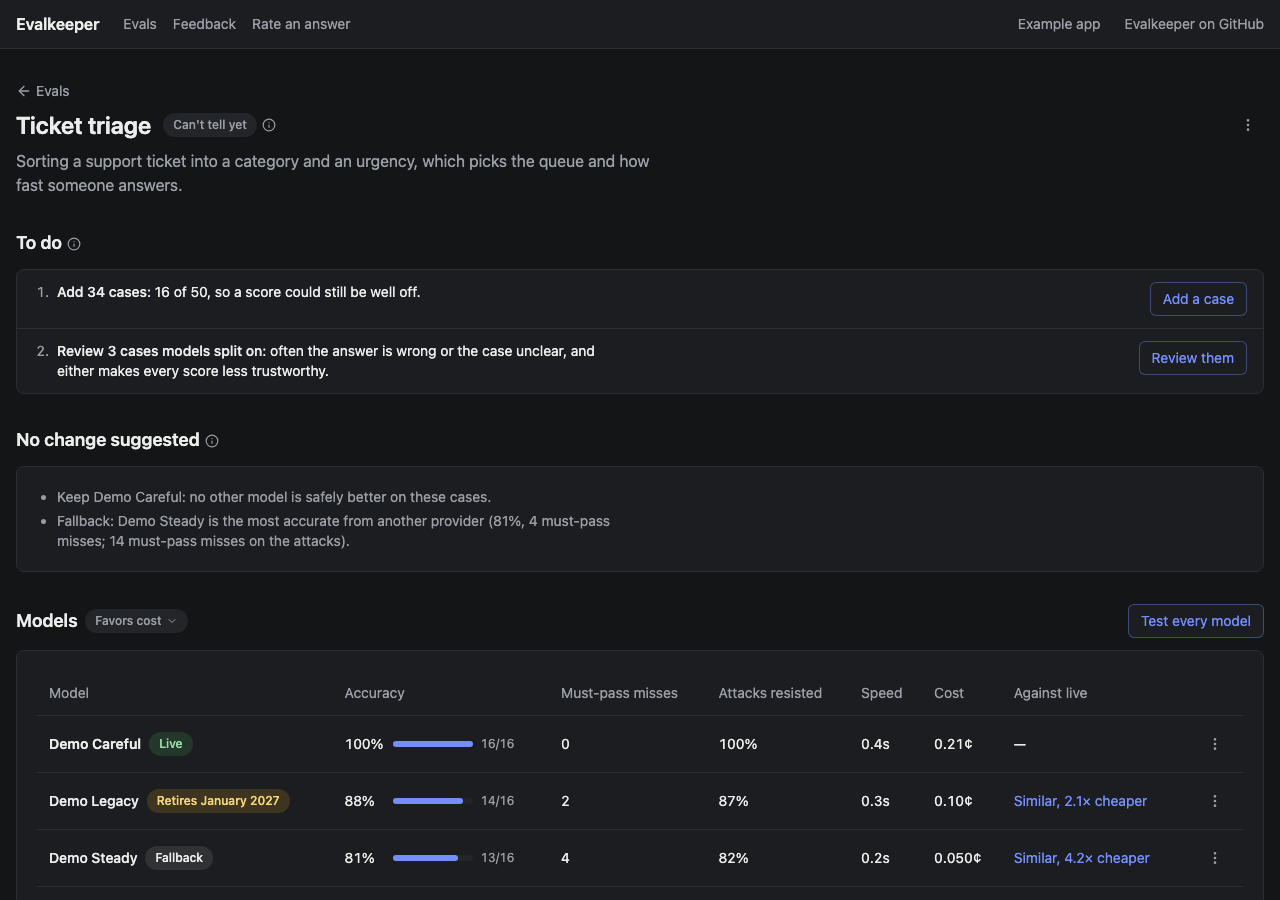 Evalkeeper Evals Feedback Rate an answer Example app Evalkeeper on GitHub
← Evals
Ticket triage Can't tell yet
Sorting a support ticket into a category and an urgency, which picks the queue and how
fast someone answers.
To do
1. Add 34 cases: 16 of 50, so a score could still be well off. Add a case
2. Review 3 cases models split on: often the answer is wrong or the case unclear, and
either makes every score less trustworthy.
Review them
No change suggested
• Keep Demo Careful: no other model is safely better on these cases.
• Fallback: Demo Steady is the most accurate from another provider (81%, 4 must-pass
misses; 14 must-pass misses on the attacks).
Models Favors cost Test every model
Model Accuracy Must-pass misses Attacks resisted Speed Cost Against live
Demo Careful Live 100% 16/16 0 100% 0.4s 0.21¢ —
Demo Legacy Retires January 2027 88% 14/16 2 87% 0.3s 0.10¢ Similar, 2.1× cheaper
Demo Steady Fallback 81% 13/16 4 82% 0.2s 0.050¢ Similar, 4.2× cheaper